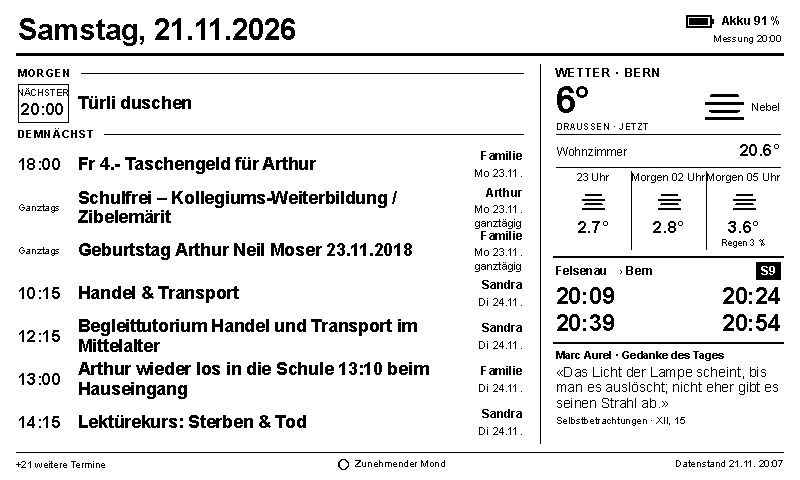 Samstag, 21.11.2026
Akku 91 %
Messung 20:00
MORGEN
NÄCHSTER
20:00
Türli duschen
DEMNÄCHST
18:00
Fr 4.- Taschengeld für Arthur
Familie
Mo 23.11.
Ganztags
Schulfrei – Kollegiums-Weiterbildung /
Zibelemärit
Arthur
Mo 23.11.
ganztägig
Ganztags
Geburtstag Arthur Neil Moser 23.11.2018
Familie
Mo 23.11.
ganztägig
10:15
Handel & Transport
Sandra
Di 24.11.
12:15
Begleittutorium Handel und Transport im
Mittelalter
Sandra
Di 24.11.
13:00
Arthur wieder los in die Schule 13:10 beim
Hauseingang
Familie
Di 24.11.
14:15
Lektürekurs: Sterben & Tod
Sandra
Di 24.11.
WETTER · BERN
6°
Nebel
DRAUSSEN · JETZT
Wohnzimmer
20.6°
23 Uhr
Morgen 02 Uhr
Morgen 05 Uhr
2.7°
2.8°
3.6°
Regen 3 %
Felsenau › Bern
S9
20:09
20:24
20:39
20:54
Marc Aurel · Gedanke des Tages
«Das Licht der Lampe scheint, bis
man es auslöscht; nicht eher gibt es
seinen Strahl ab.»
Selbstbetrachtungen · XII, 15
+21 weitere Termine
Zunehmender Mond
Datenstand 21.11. 20:07